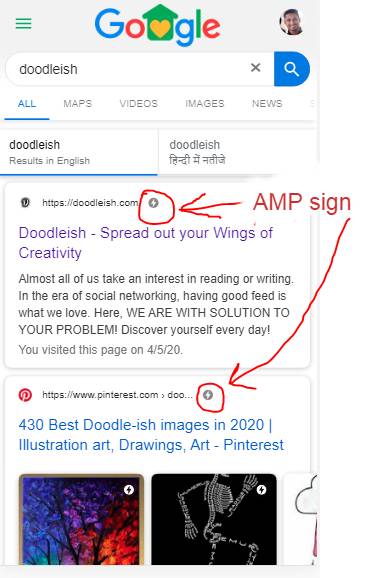 Google
doodleish
ALL MAPS VIDEOS IMAGES NEWS
doodleish doodleish
Results in English हिन्दी में नतीजे
https://doodleish.com
AMP sign
Doodleish - Spread out your Wings of
Creativity
Almost all of us take an interest in reading or writing.
In the era of social networking, having good feed is
what we love. Here, WE ARE WITH SOLUTION TO
YOUR PROBLEM! Discover yourself every day!
You visited this page on 4/5/20.
https://www.pinterest.com › doo...
430 Best Doodle-ish images in 2020 |
Illustration art, Drawings, Art - Pinterest